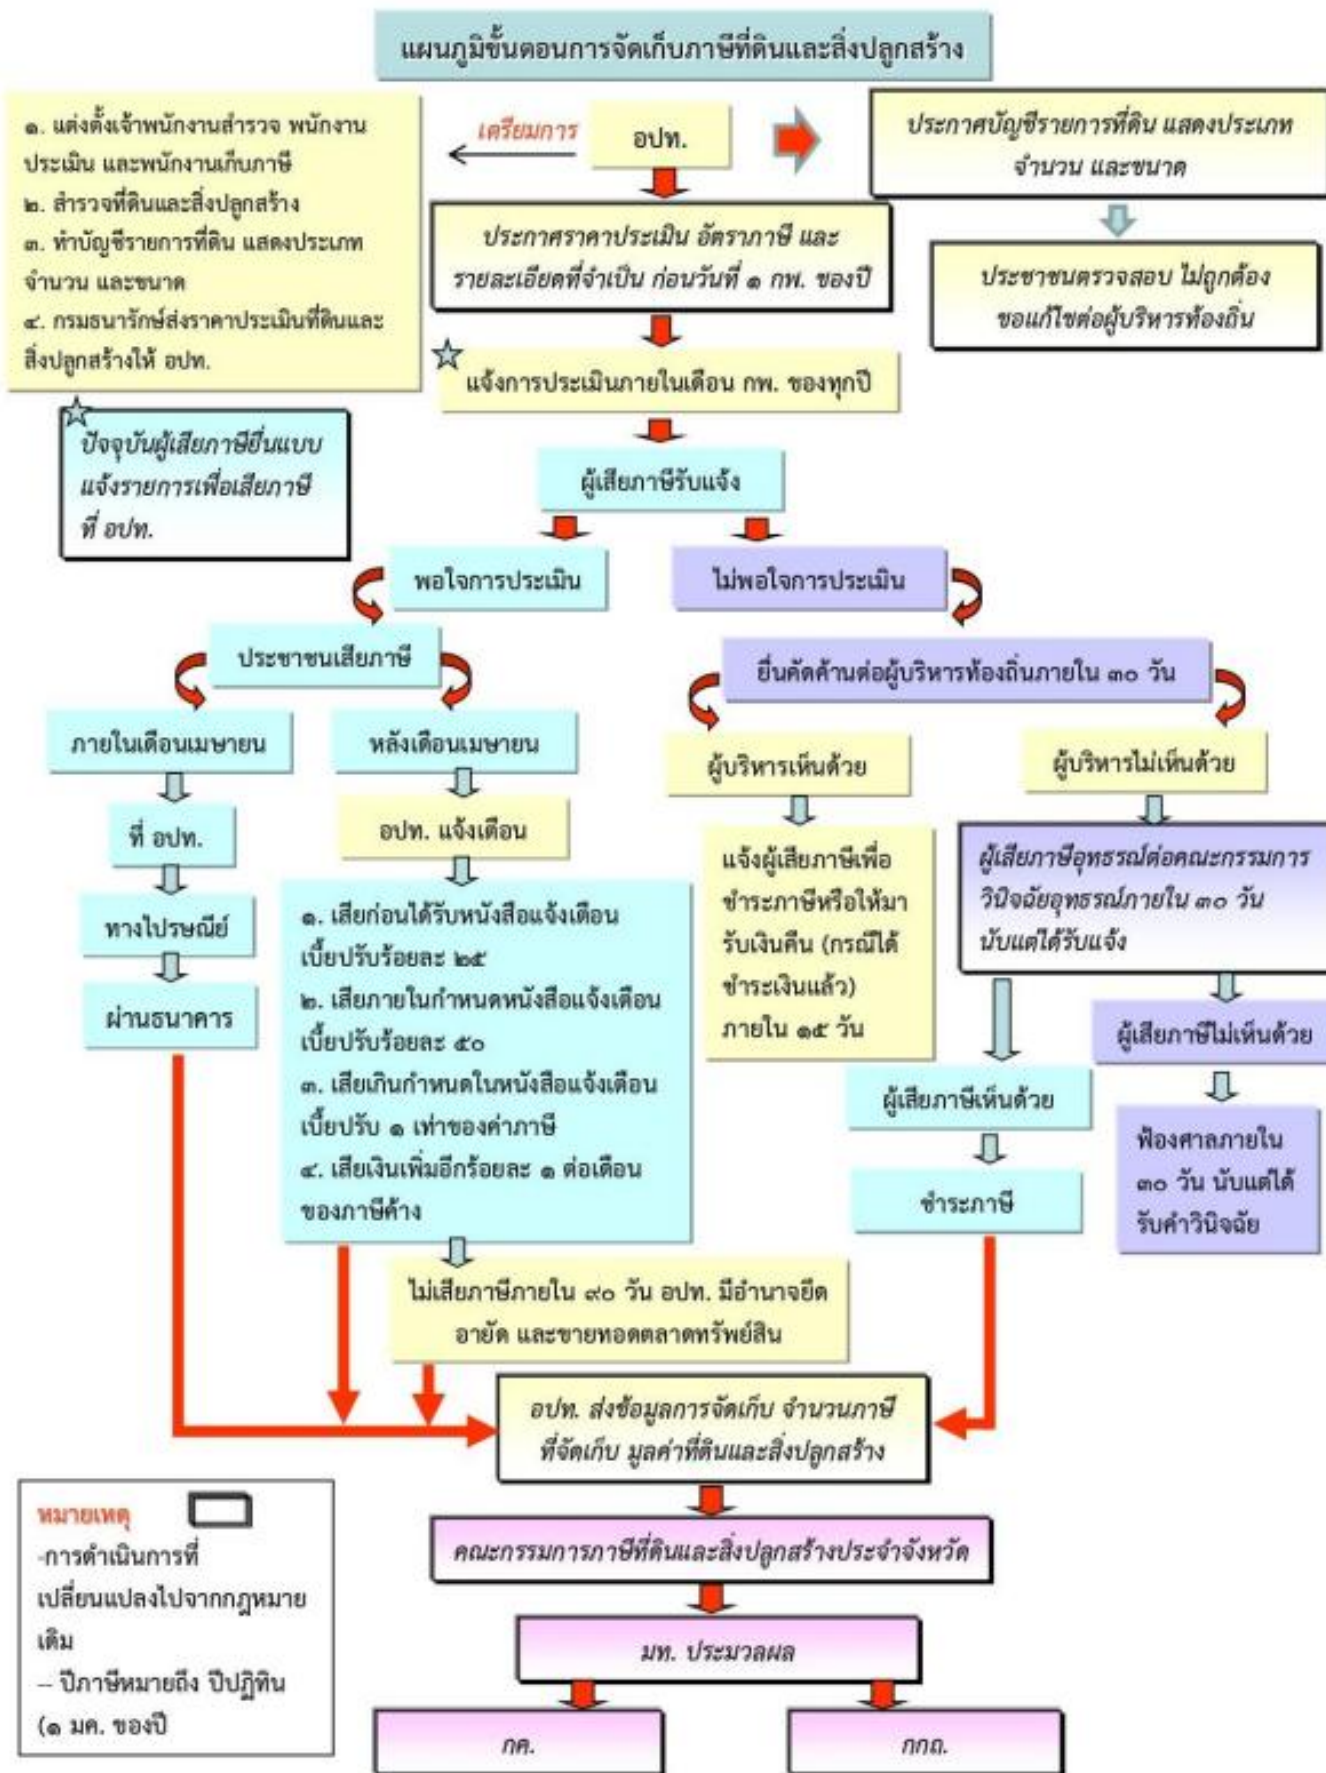 แผนภูมิขั้นตอนการจัดเก็บภาษีที่ดินและสิ่งปลูกสร้าง
๑. แต่งตั้งเจ้าพนักงานสำรวจ พนักงาน
ประเมิน และพนักงานเก็บภาษี
๒. สำรวจที่ดินและสิ่งปลูกสร้าง
๓. ทำบัญชีรายการที่ดิน แสดงประเภท
จำนวน และขนาด
๔. กรมธนารักษ์ส่งราคาประเมินที่ดินและ
สิ่งปลูกสร้างให้ อปท.
เตรียมการ
อปท.
ประกาศบัญชีรายการที่ดิน แสดงประเภท
จำนวน และขนาด
ประชาชนตรวจสอบ ไม่ถูกต้อง
ขอแก้ไขต่อผู้บริหารท้องถิ่น
ประกาศราคาประเมิน อัตราภาษี และ
รายละเอียดที่จำเป็น ก่อนวันที่ ๑ กพ. ของปี
แจ้งการประเมินภายในเดือน กพ. ของทุกปี
ปัจจุบันผู้เสียภาษียื่นแบบ
แจ้งรายการเพื่อเสียภาษี
ที่ อปท.
ผู้เสียภาษีรับแจ้ง
พอใจการประเมิน
ไม่พอใจการประเมิน
ประชาชนเสียภาษี
ยื่นคัดค้านต่อผู้บริหารท้องถิ่นภายใน ๓๐ วัน
ภายในเดือนเมษายน
หลังเดือนเมษายน
ผู้บริหารเห็นด้วย
ผู้บริหารไม่เห็นด้วย
ที่ อปท.
ทางไปรษณีย์
ผ่านธนาคาร
อปท. แจ้งเตือน
๑. เสียก่อนได้รับหนังสือแจ้งเตือน
เบี้ยปรับร้อยละ ๒๕
๒. เสียภายในกำหนดหนังสือแจ้งเตือน
เบี้ยปรับร้อยละ ๕๐
๓. เสียเกินกำหนดในหนังสือแจ้งเตือน
เบี้ยปรับ ๑ เท่าของค่าภาษี
๔. เสียเงินเพิ่มอีกร้อยละ ๑ ต่อเดือน
ของภาษีค้าง
แจ้งผู้เสียภาษีเพื่อ
ชำระภาษีหรือให้มา
รับเงินคืน (กรณีได้
ชำระเงินแล้ว)
ภายใน ๑๕ วัน
ผู้เสียภาษีอุทธรณ์ต่อคณะกรรมการ
วินิจฉัยอุทธรณ์ภายใน ๓๐ วัน
นับแต่ได้รับแจ้ง
ผู้เสียภาษีไม่เห็นด้วย
ผู้เสียภาษีเห็นด้วย
ฟ้องศาลภายใน
๓๐ วัน นับแต่ได้
รับคำวินิจฉัย
ชำระภาษี
ไม่เสียภาษีภายใน ๙๐ วัน อปท. มีอำนาจยึด
อายัด และขายทอดตลาดทรัพย์สิน
อปท. ส่งข้อมูลการจัดเก็บ จำนวนภาษี
ที่จัดเก็บ มูลค่าที่ดินและสิ่งปลูกสร้าง
คณะกรรมการภาษีที่ดินและสิ่งปลูกสร้างประจำจังหวัด
มท. ประมวลผล
กค.
กกถ.
หมายเหตุ
-การดำเนินการที่
เปลี่ยนแปลงไปจากกฎหมาย
เดิม
– ปีภาษีหมายถึง ปีปฏิทิน
(๑ มค. ของปี